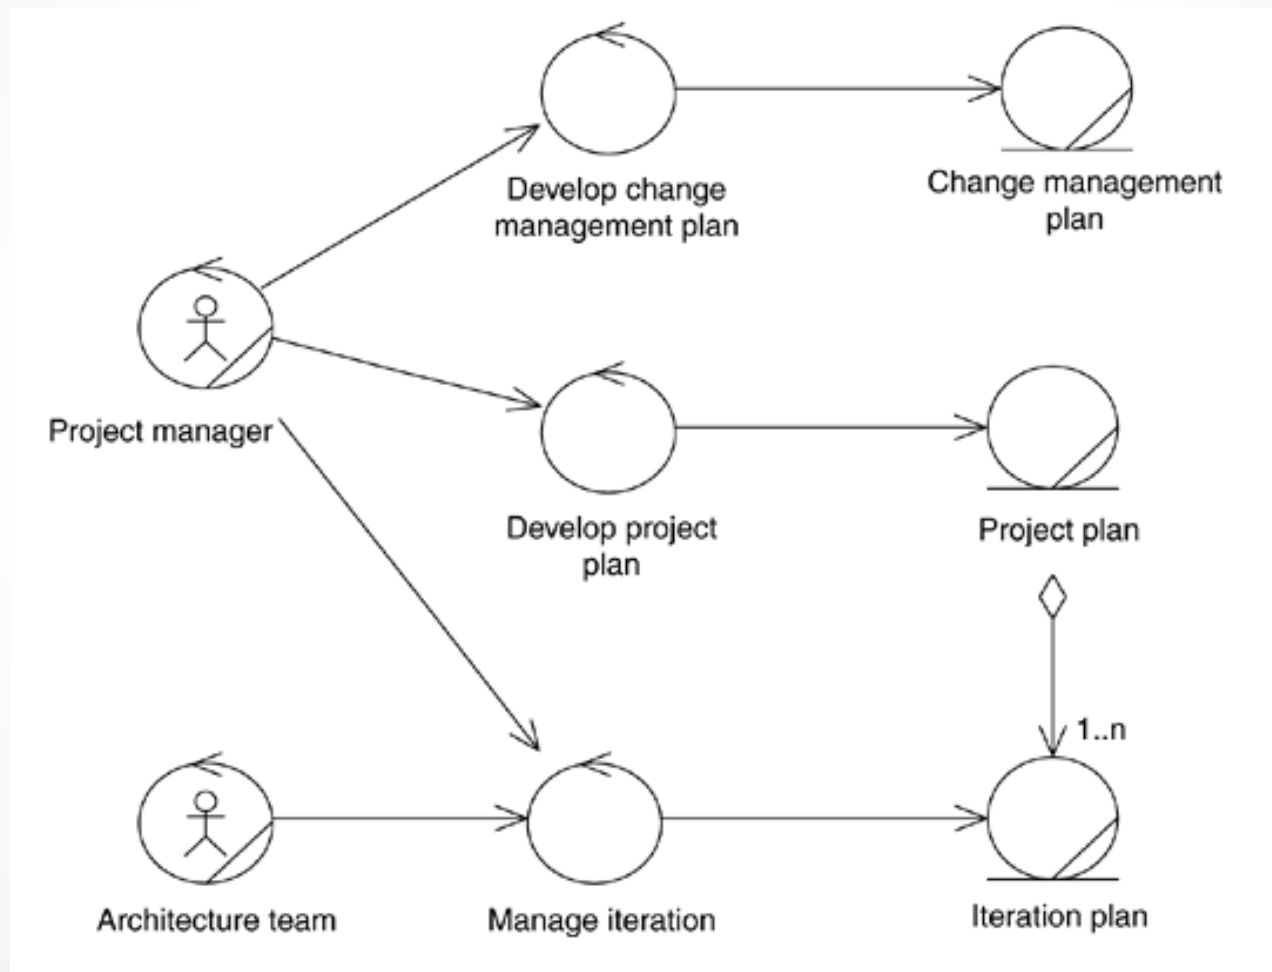 Develop change
management plan
Change management
plan
Project manager
Develop project
plan
Project plan
1..n
Architecture team
Manage iteration
Iteration plan